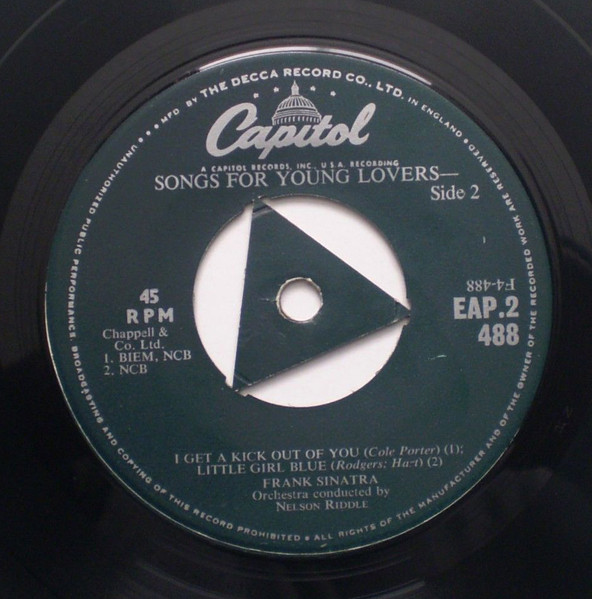 MFD BY THE DECCA RECORD CO., LTD. IN ENGLAND
Capitol
A CAPITOL RECORDS, INC., U.S.A. RECORDING
SONGS FOR YOUNG LOVERS—
Side 2
F4-488
45
RPM
EAP.2
488
Chappell &
Co. Ltd.
1. BIEM, NCB
2. NCB
I GET A KICK OUT OF YOU (Cole Porter) (1);
LITTLE GIRL BLUE (Rodgers; Hart) (2)
FRANK SINATRA
Orchestra conducted by
NELSON RIDDLE
ALL RIGHTS OF THE MANUFACTURER AND OF THE OWNER OF THE RECORDED WORK ARE RESERVED
UNAUTHORIZED PUBLIC PERFORMANCE, BROADCASTING AND COPYING OF THIS RECORD PROHIBITED